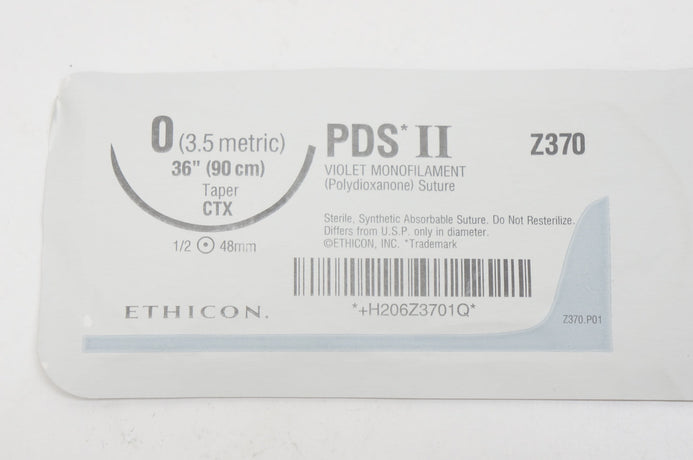 0 (3.5 metric)
36" (90 cm)
Taper
CTX
1/2 48mm
ETHICON.
PDS* II
VIOLET MONOFILAMENT
(Polydioxanone) Suture
Z370
Sterile, Synthetic Absorbable Suture. Do Not Resterilize.
Differs from U.S.P. only in diameter.
©ETHICON, INC. *Trademark
*+H206Z3701Q*
Z370.P01